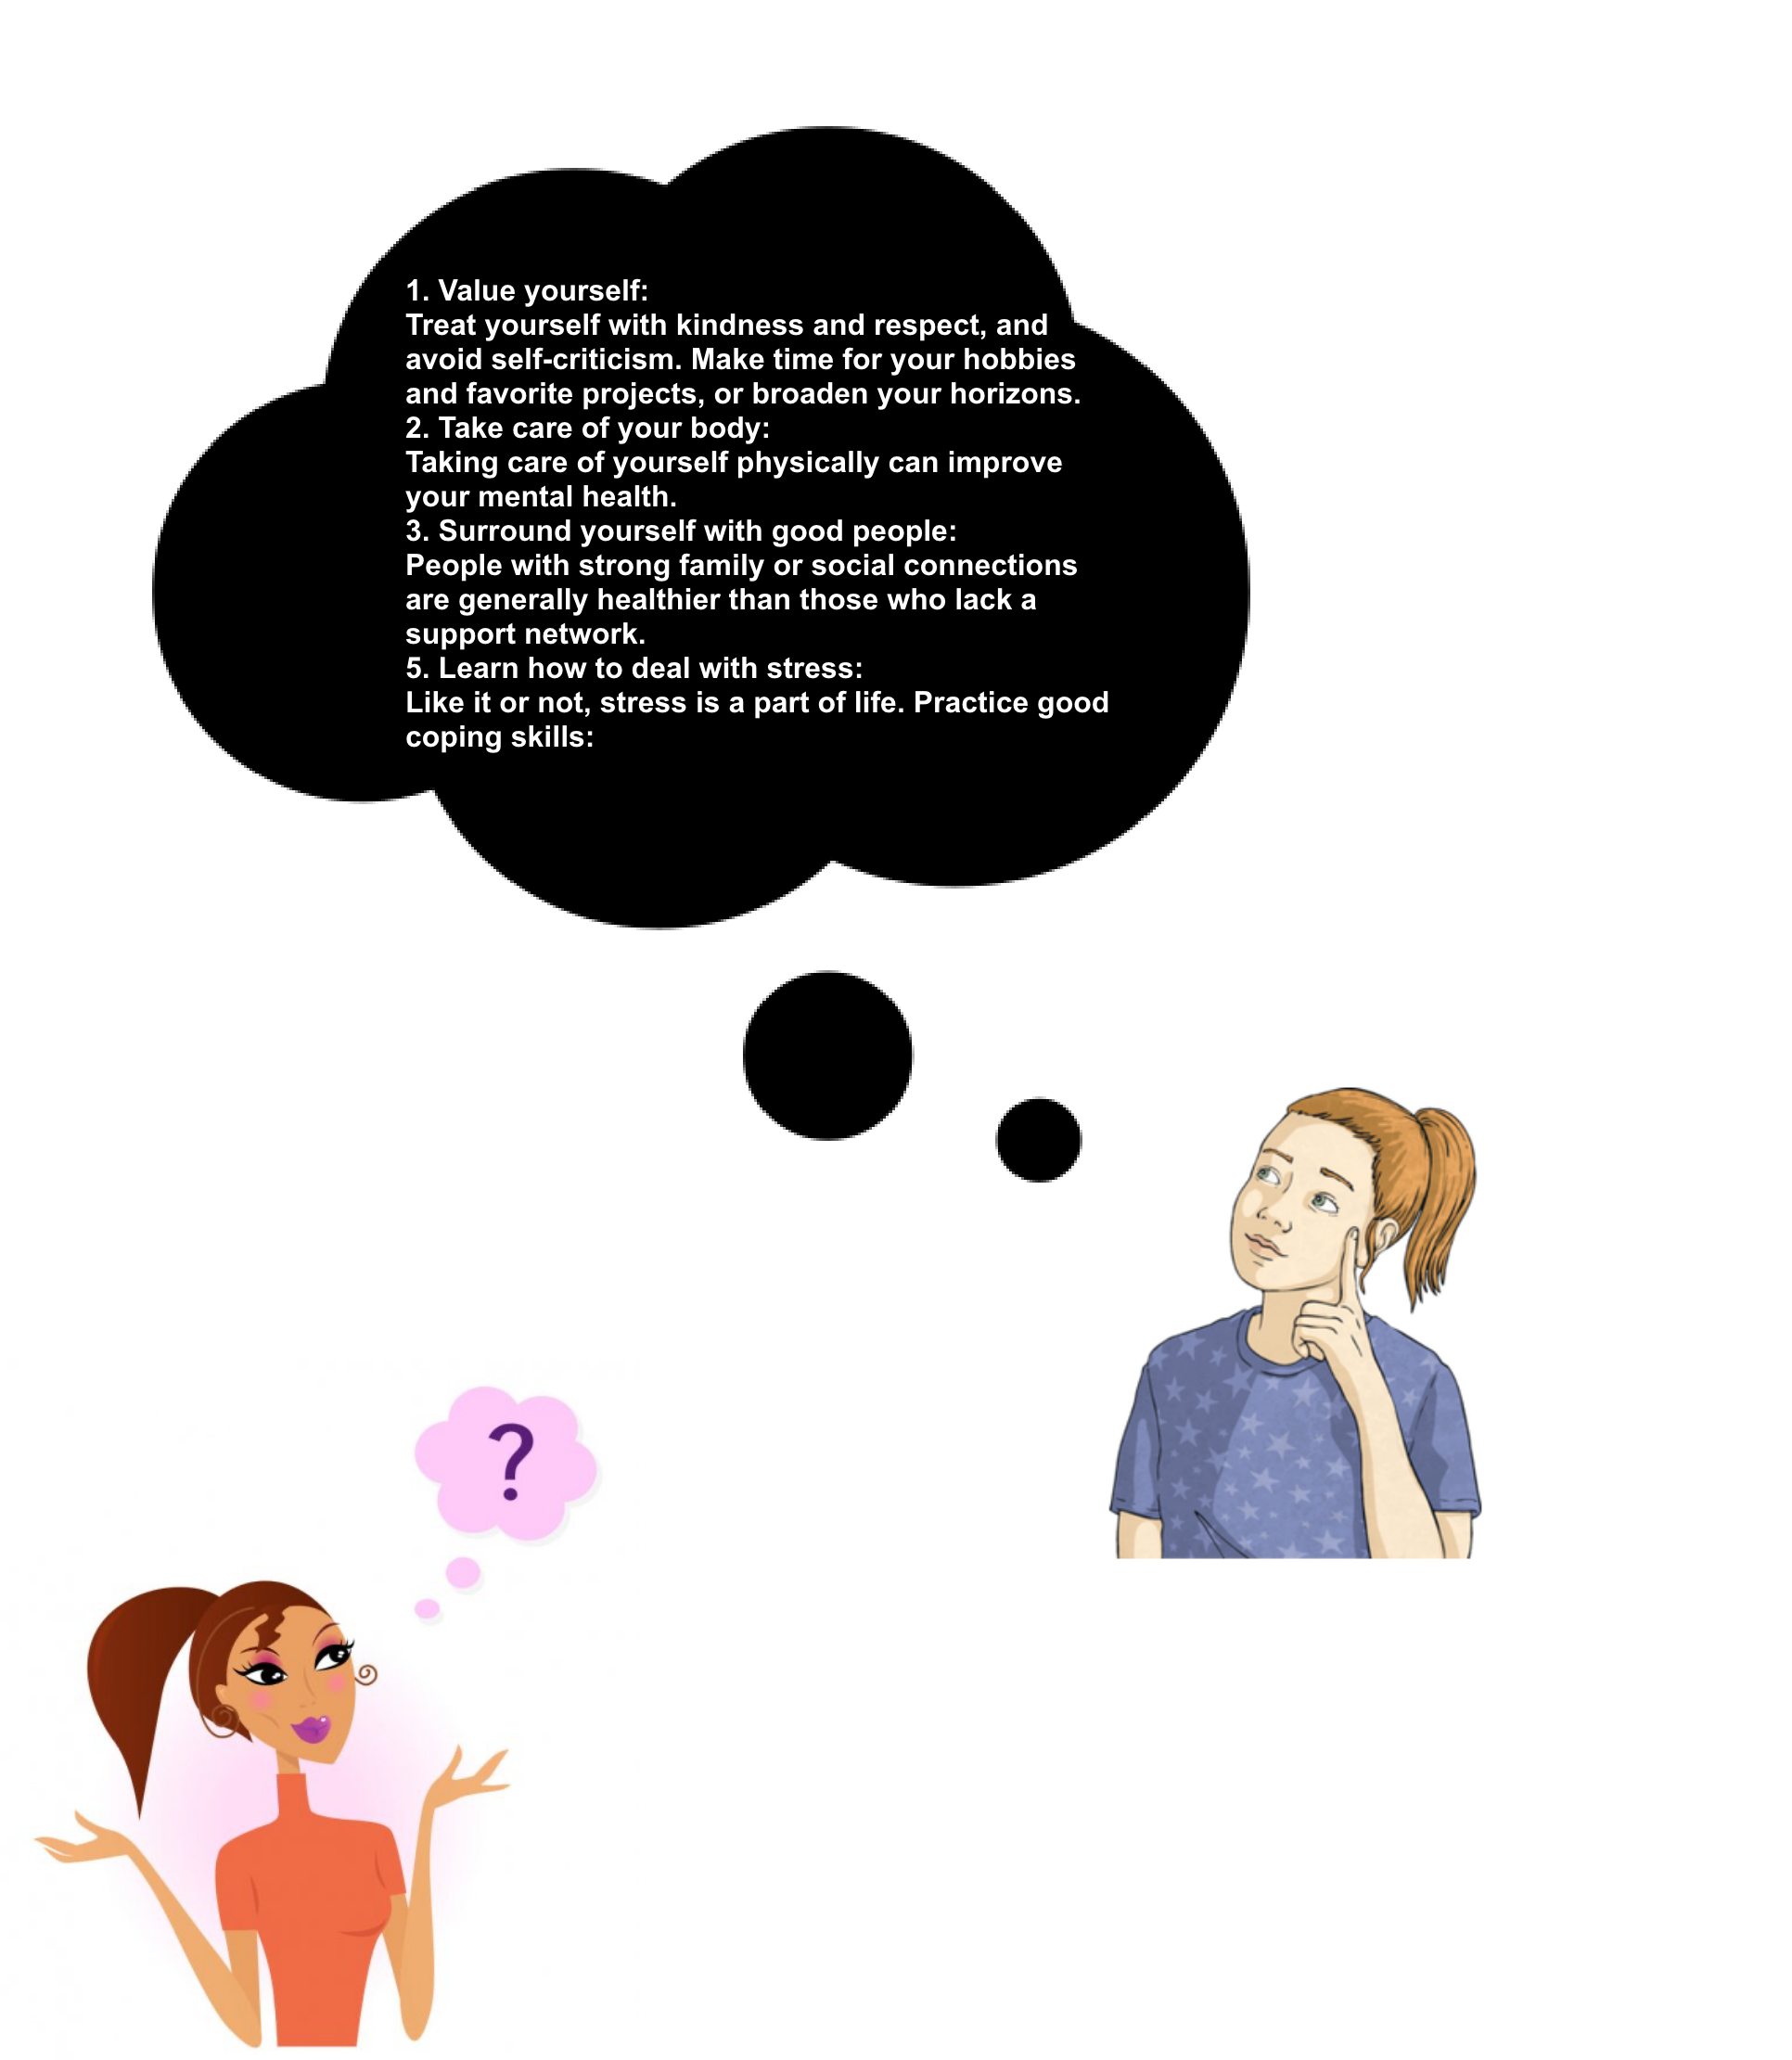 1. Value yourself:
Treat yourself with kindness and respect, and
avoid self-criticism. Make time for your hobbies
and favorite projects, or broaden your horizons.
2. Take care of your body:
Taking care of yourself physically can improve
your mental health.
3. Surround yourself with good people:
People with strong family or social connections
are generally healthier than those who lack a
support network.
5. Learn how to deal with stress:
Like it or not, stress is a part of life. Practice good
coping skills:
?